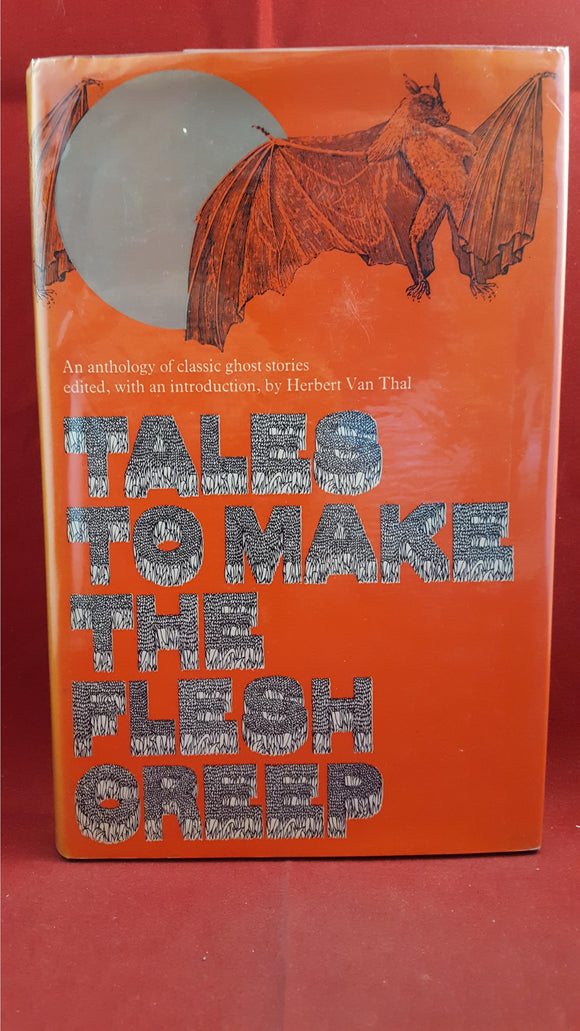 An anthology of classic ghost stories
edited, with an introduction, by Herbert Van Thal
TALES
TO MAKE
THE
FLESH
CREEP